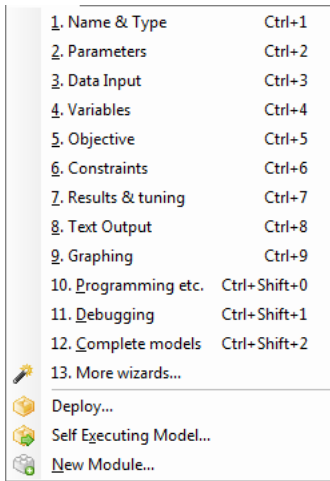 1. Name & Type Ctrl+1
2. Parameters Ctrl+2
3. Data Input Ctrl+3
4. Variables Ctrl+4
5. Objective Ctrl+5
6. Constraints Ctrl+6
7. Results & tuning Ctrl+7
8. Text Output Ctrl+8
9. Graphing Ctrl+9
10. Programming etc. Ctrl+Shift+0
11. Debugging Ctrl+Shift+1
12. Complete models Ctrl+Shift+2
13. More wizards...
Deploy...
Self Executing Model...
New Module...